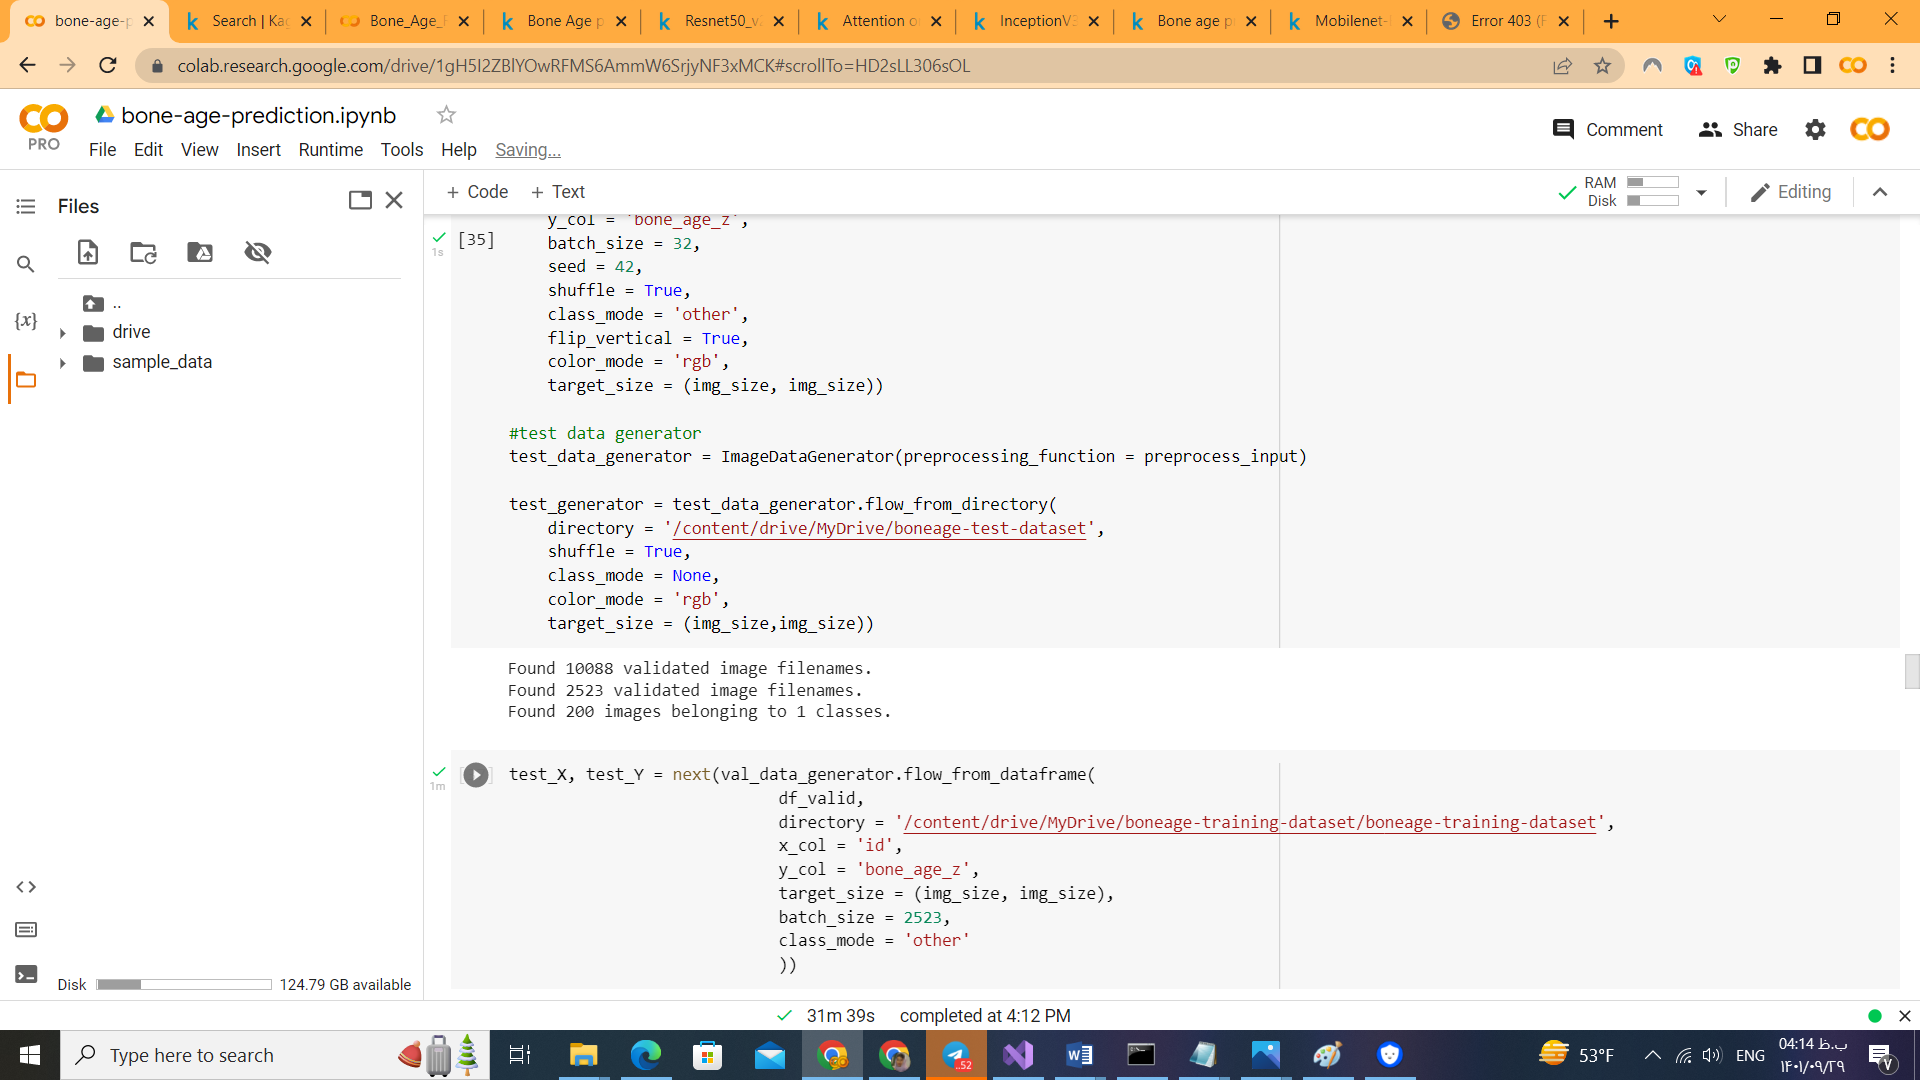 bone-age-p
Search | Kag
Bone_Age_P
Bone Age p
Resnet50_v
Attention o
InceptionV3
Bone age p
Mobilenet-
Error 403 (F
colab.research.google.com/drive/1gH5I2ZBlYOwRFMS6AmmW6SrjyNF3xMCK#scrollTo=HD2sLL306sOL
PRO
bone-age-prediction.ipynb
File Edit View Insert Runtime Tools Help Saving...
Comment
Share
Files
+ Code + Text
RAM
Disk
Editing
..
drive
sample_data
{x}
[35]
1s
y_col = 'bone_age_z',
batch_size = 32,
seed = 42,
shuffle = True,
class_mode = 'other',
flip_vertical = True,
color_mode = 'rgb',
target_size = (img_size, img_size))
#test data generator
test_data_generator = ImageDataGenerator(preprocessing_function = preprocess_input)
test_generator = test_data_generator.flow_from_directory(
directory = '/content/drive/MyDrive/boneage-test-dataset',
shuffle = True,
class_mode = None,
color_mode = 'rgb',
target_size = (img_size,img_size))
Found 10088 validated image filenames.
Found 2523 validated image filenames.
Found 200 images belonging to 1 classes.
1m
test_X, test_Y = next(val_data_generator.flow_from_dataframe(
df_valid,
directory = '/content/drive/MyDrive/boneage-training-dataset/boneage-training-dataset',
x_col = 'id',
y_col = 'bone_age_z',
target_size = (img_size, img_size),
batch_size = 2523,
class_mode = 'other'
))
Disk 124.79 GB available
31m 39s completed at 4:12 PM
Type here to search
..52
53°F
ENG
04:14 ب.ظ
۱۴۰۱/۰۹/۲۹
V